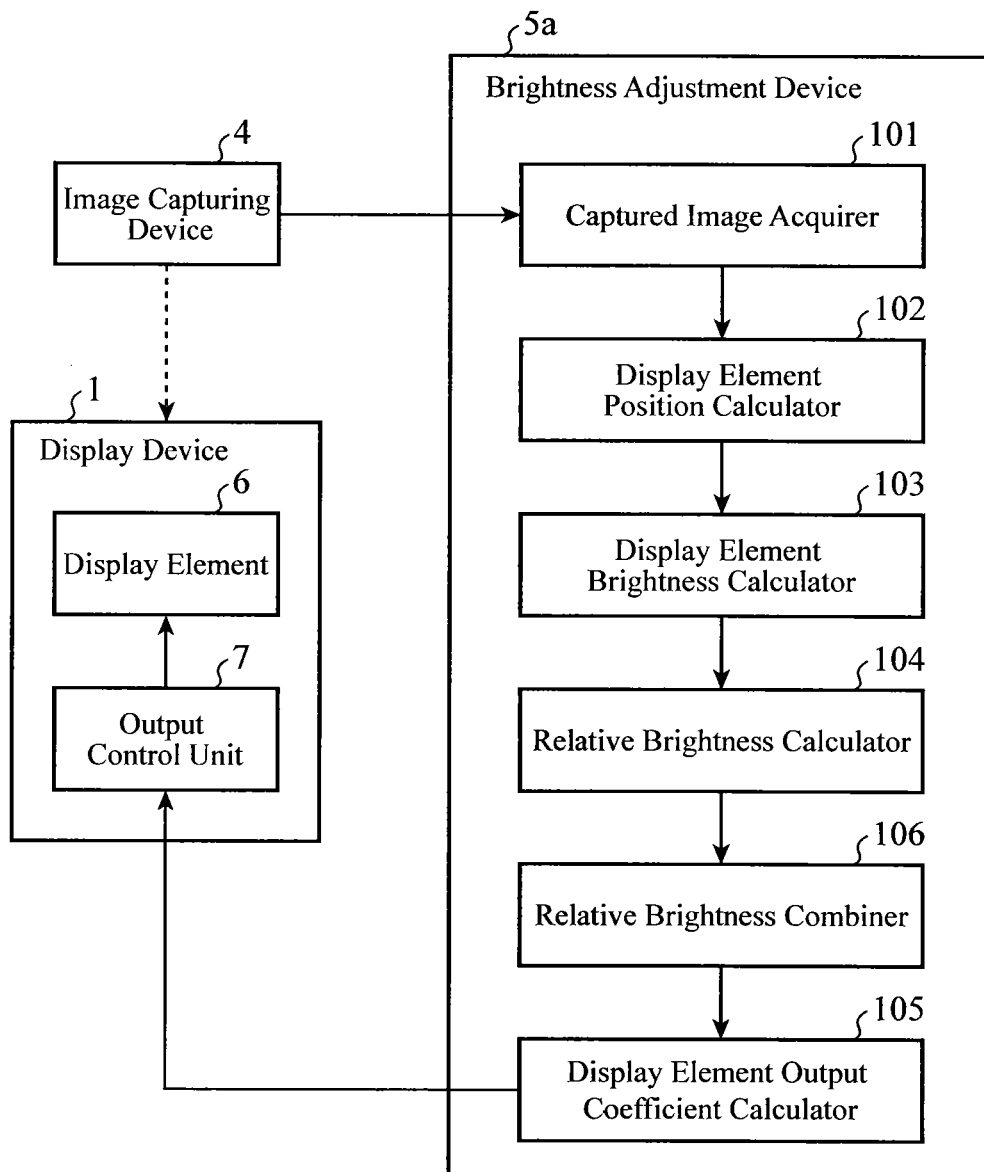 5a
Brightness Adjustment Device
4
Image Capturing
Device
101
Captured Image Acquirer
102
Display Element
Position Calculator
1
Display Device
6
Display Element
103
Display Element
Brightness Calculator
7
Output
Control Unit
104
Relative Brightness Calculator
106
Relative Brightness Combiner
105
Display Element Output
Coefficient Calculator